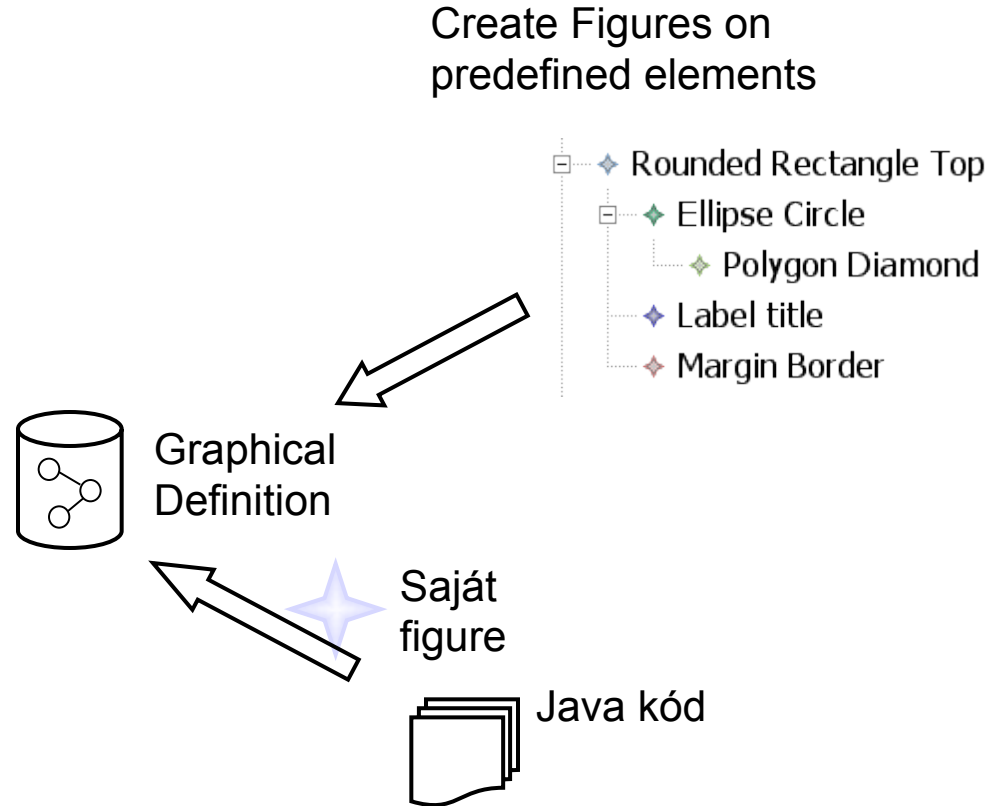 Create Figures on
predefined elements
Rounded Rectangle Top
Ellipse Circle
Polygon Diamond
Label title
Margin Border
Graphical
Definition
Saját
figure
Java kód